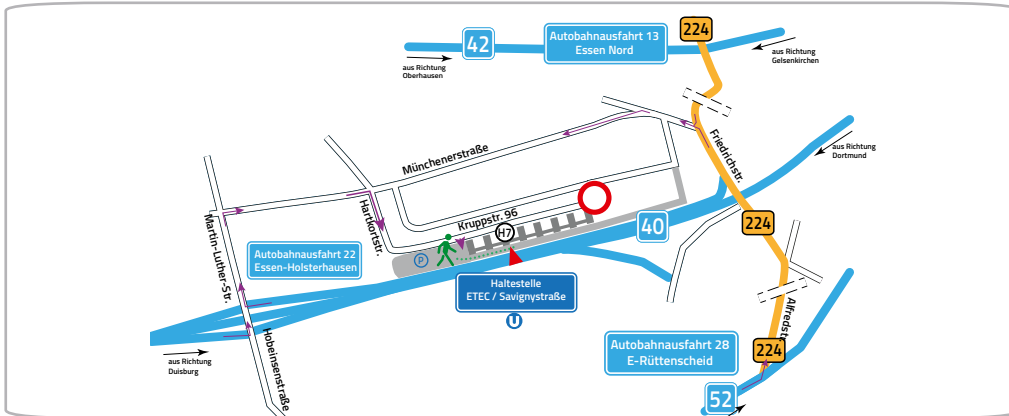 224
42
Autobahnausfahrt 13
Essen Nord
aus Richtung
Oberhausen
aus Richtung
Gelsenkirchen
Friedrichstr.
aus Richtung
Dortmund
Münchenerstraße
Hartkortstr.
Kruppstr. 96
H7
P
40
224
Martin-Luther-Str.
Autobahnausfahrt 22
Essen-Holsterhausen
Haltestelle
ETEC / Savignystraße
U
Hobeinsenstraße
aus Richtung
Duisburg
Autobahnausfahrt 28
E-Rüttenscheid
224
52